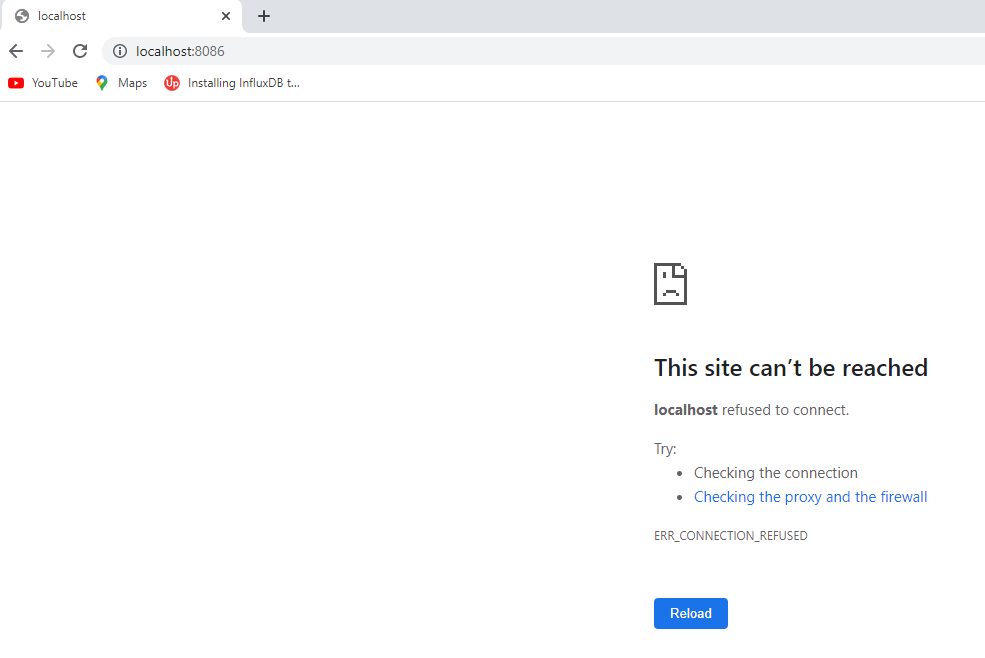 localhost
localhost:8086
YouTube Maps Up Installing InfluxDB t...
This site can’t be reached
localhost refused to connect.
Try:
• Checking the connection
• Checking the proxy and the firewall
ERR_CONNECTION_REFUSED
Reload